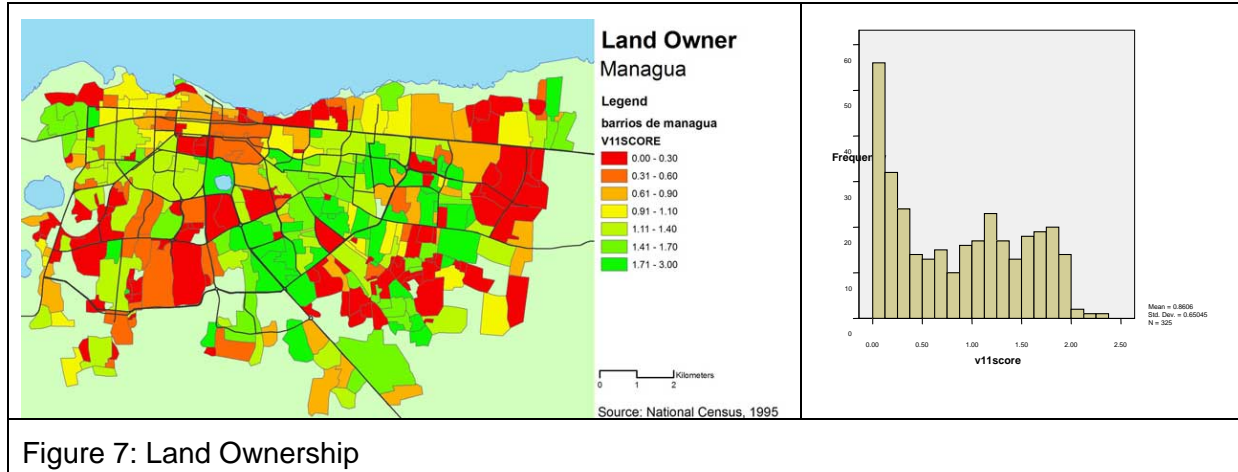 Land Owner
Managua
Legend
barrios de managua
V11SCORE
0.00 - 0.30
0.31 - 0.60
0.61 - 0.90
0.91 - 1.10
1.11 - 1.40
1.41 - 1.70
1.71 - 3.00
Kilometers
0 1 2
Source: National Census, 1995
60
50
40
Frequen
30
20
10
0
0.00 0.50 1.00 1.50 2.00 2.50
v11score
Mean = 0.8606
Std. Dev. = 0.65045
N = 325
Figure 7: Land Ownership